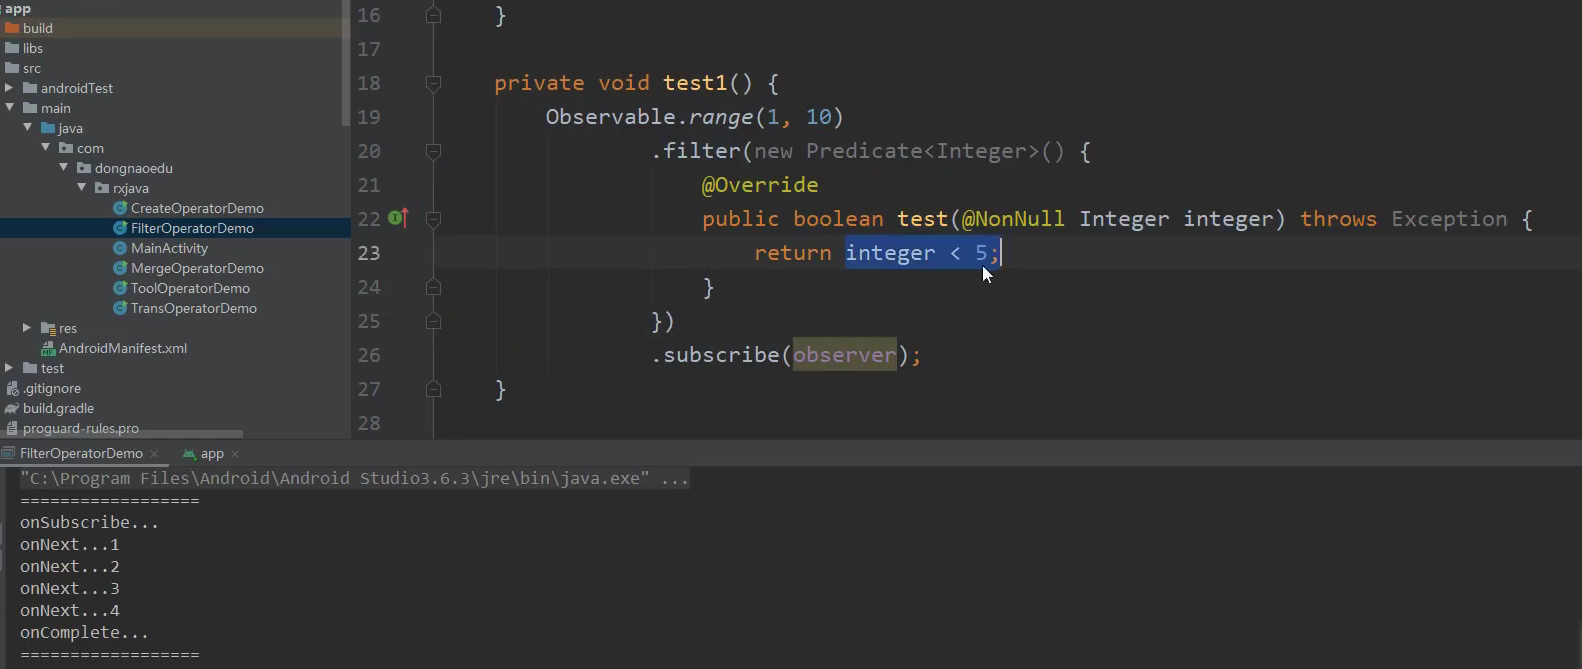 app
build
libs
src
androidTest
main
java
com
dongnaoedu
rxjava
CreateOperatorDemo
FilterOperatorDemo
MainActivity
MergeOperatorDemo
ToolOperatorDemo
TransOperatorDemo
res
AndroidManifest.xml
test
.gitignore
build.gradle
proguard-rules.pro
16 }
17
18 private void test1() {
19 Observable.range(1, 10)
20 .filter(new Predicate<Integer>() {
21 @Override
22 public boolean test(@NonNull Integer integer) throws Exception {
23 return integer < 5;
24 }
25 })
26 .subscribe(observer);
27 }
28
FilterOperatorDemo × app ×
"C:\Program Files\Android\Android Studio3.6.3\jre\bin\java.exe" ...
==================
onSubscribe...
onNext...1
onNext...2
onNext...3
onNext...4
onComplete...
==================